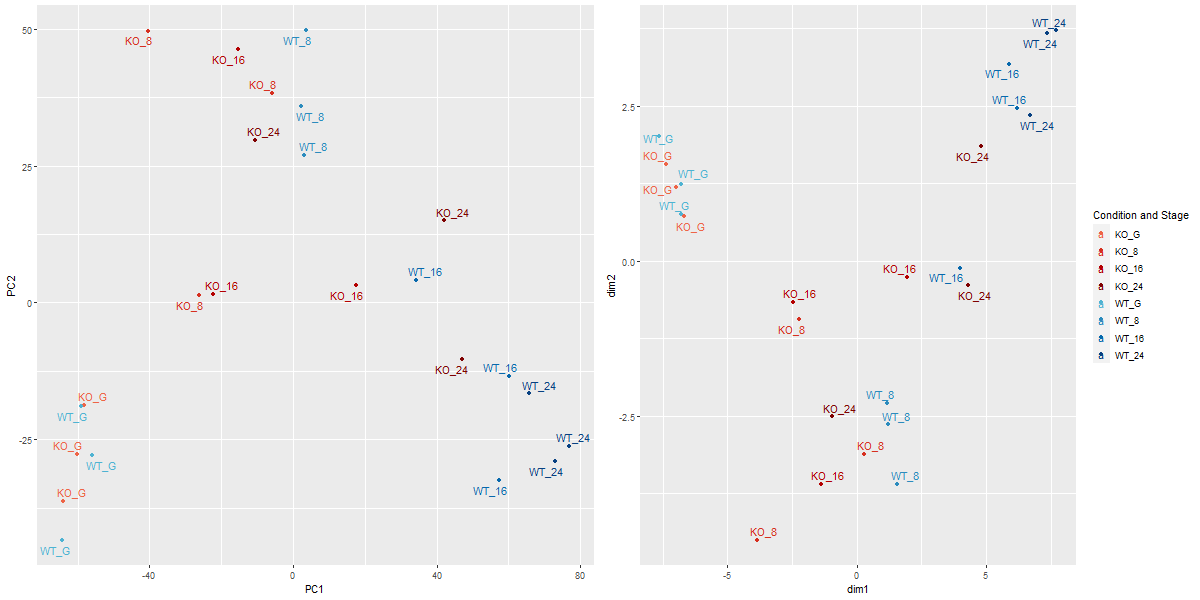 50
25
0
-25
PC2
-40
0
40
80
PC1
KO_8
KO_16
WT_8
KO_8
WT_8
KO_24
WT_8
KO_24
WT_16
KO_16
KO_16
KO_8
KO_24
WT_16
WT_24
KO_G
WT_G
KO_G
WT_G
KO_G
WT_G
WT_24
WT_24
WT_16
2.5
0.0
-2.5
dim2
-5
0
5
dim1
WT_24
WT_24
WT_16
WT_16
WT_24
KO_24
WT_G
KO_G
WT_G
KO_G
WT_G
KO_G
KO_16
WT_16
KO_24
KO_16
KO_8
WT_8
KO_24
WT_8
KO_8
KO_16
WT_8
KO_8
Condition and Stage
a KO_G
a KO_8
a KO_16
a KO_24
a WT_G
a WT_8
a WT_16
a WT_24